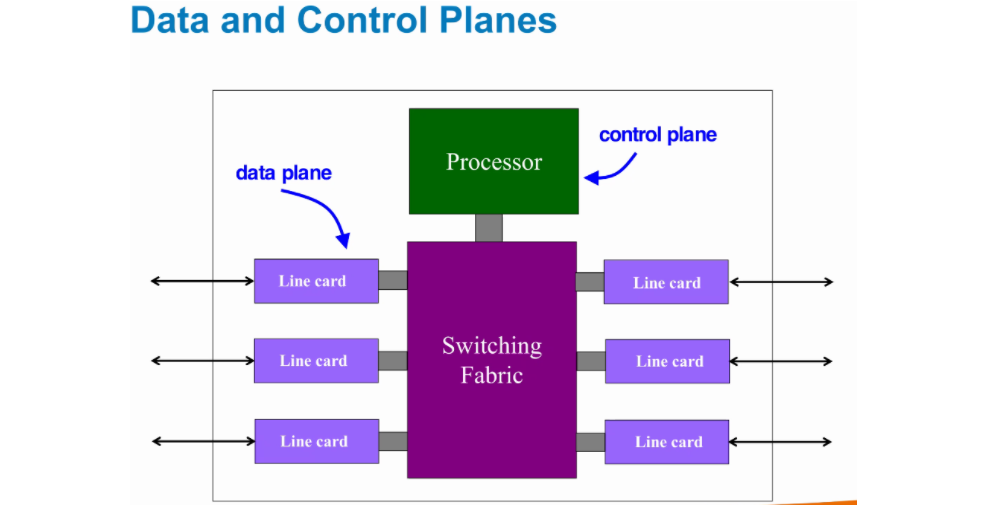 Data and Control Planes
control plane
Processor
data plane
Line card
Line card
Switching
Fabric
Line card
Line card
Line card
Line card